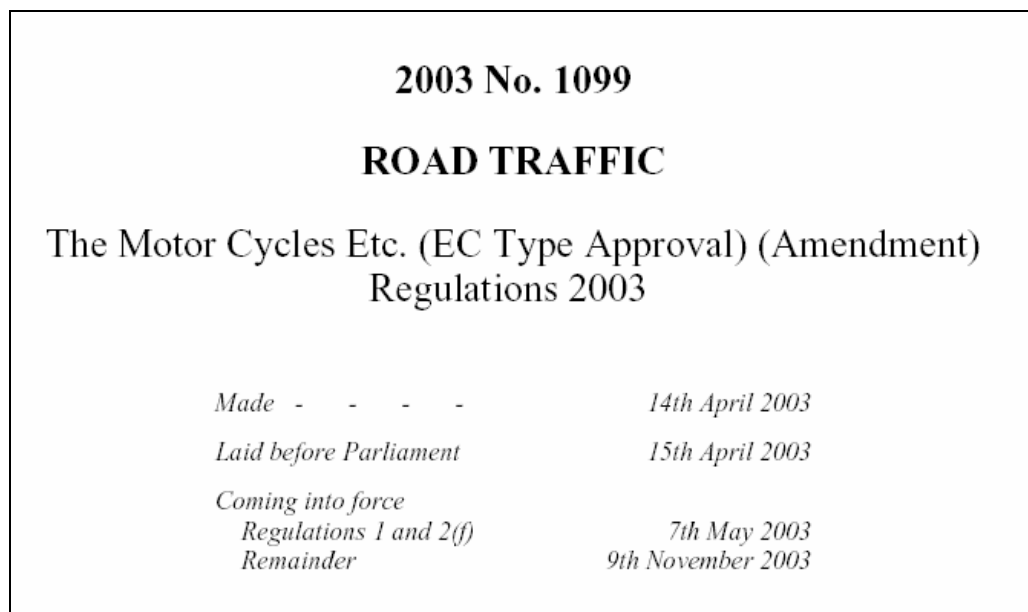 2003 No. 1099
ROAD TRAFFIC
The Motor Cycles Etc. (EC Type Approval) (Amendment)
Regulations 2003
Made - - - - 14th April 2003
Laid before Parliament 15th April 2003
Coming into force
Regulations 1 and 2(f) 7th May 2003
Remainder 9th November 2003